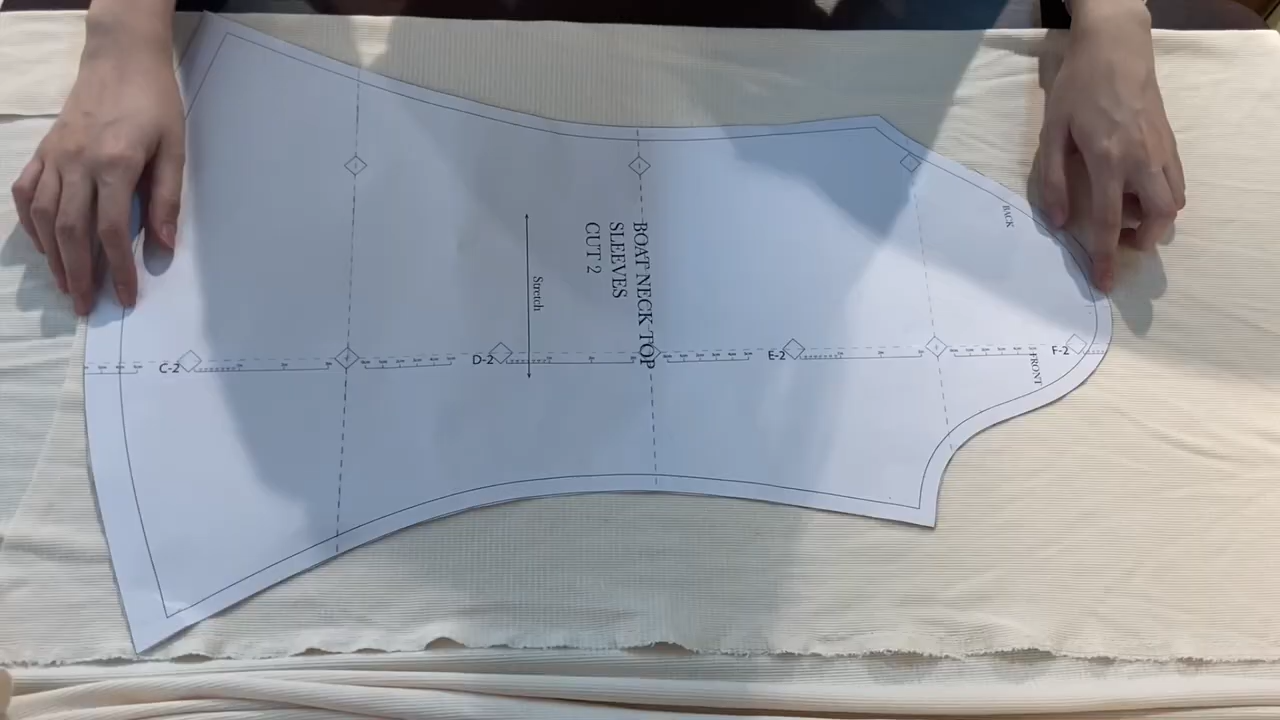 BOAT NECK TOP
SLEEVES
CUT 2
Stretch
BACK
FRONT
C-2
D-2
E-2
F-2